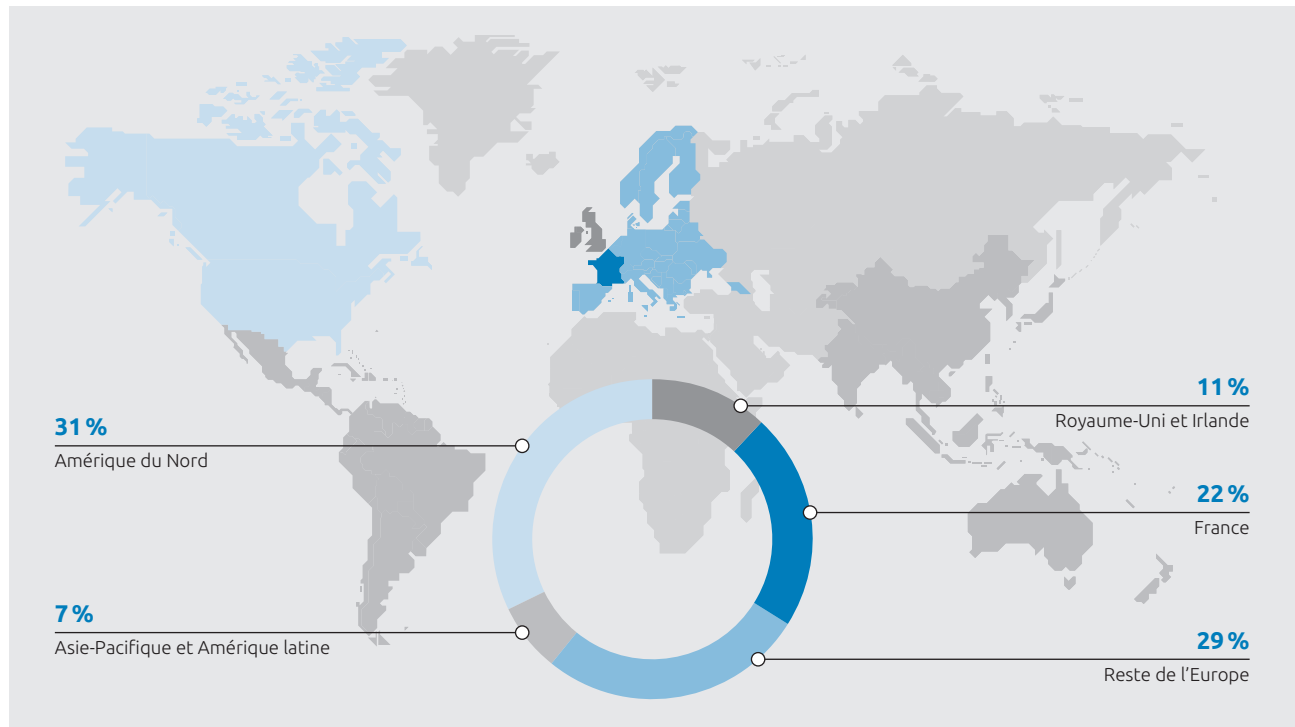 31 %
Amérique du Nord
7 %
Asie-Pacifique et Amérique latine
11 %
Royaume-Uni et Irlande
22 %
France
29 %
Reste de l'Europe